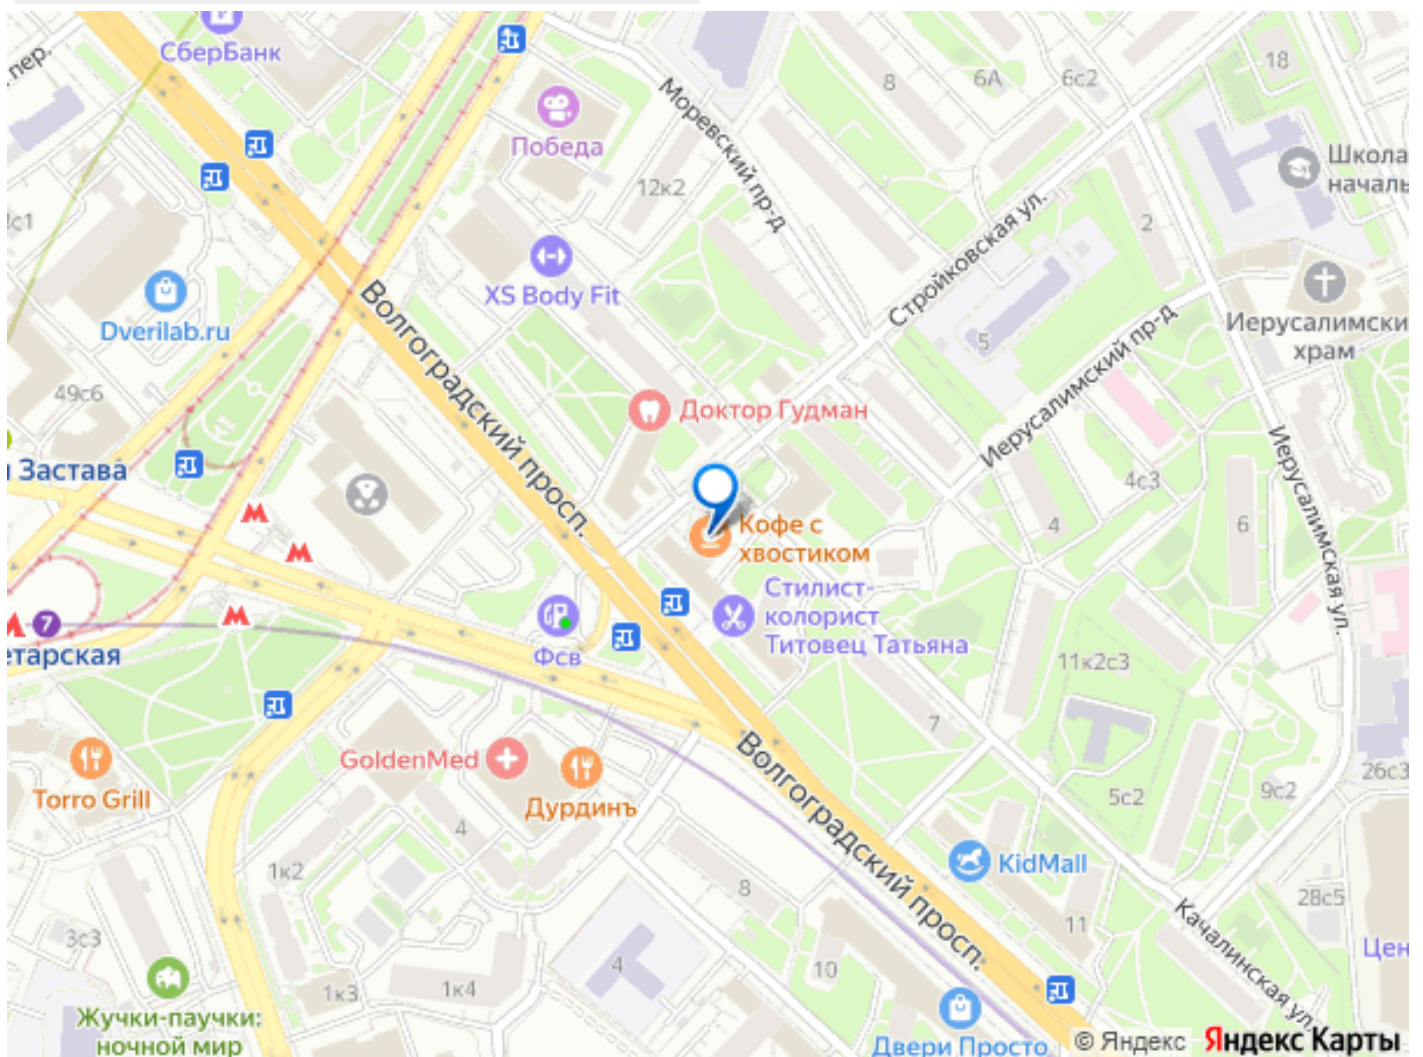 СберБанк
пер.
Победа
Моревский пр-д
12к2
8
6А
6с2
18
Школа
началь
2
XS Body Fit
Dverilab.ru
Волгоградский просп.
Стройковская ул.
5
Иерусалимский пр-д
Иерусалимски
храм
49с6
Доктор Гудман
Застава
Кофе с
хвостиком
4с3
4
6
Иерусалимская ул.
7
етарская
Фсв
Стилист-
колорист
Титовец Татьяна
11к2с3
7
GoldenMed
Дурдинъ
Torro Grill
4
1к2
Волгоградский просп.
8
5с2
9с2
26с3
KidMall
11
28с5
Качалинская ул.
3с3
Жучки-паучки:
ночной мир
1к3
1к4
4
10
Двери Просто
Цен
© Яндекс Яндекс Карты